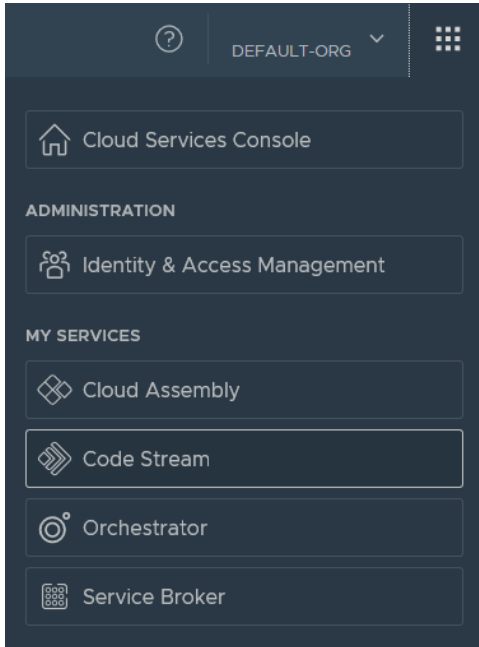 ?
DEFAULT-ORG
Cloud Services Console
ADMINISTRATION
Identity & Access Management
MY SERVICES
Cloud Assembly
Code Stream
Orchestrator
Service Broker